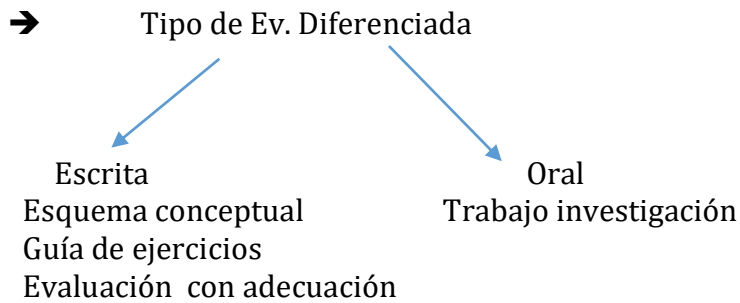 ➔ Tipo de Ev. Diferenciada
Escrita Oral
Esquema conceptual Trabajo investigación
Guía de ejercicios
Evaluación con adecuación